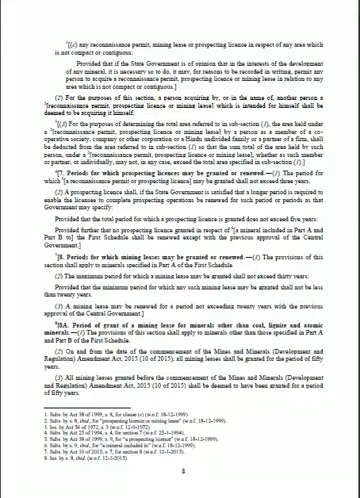 ¹[(c) any reconnaissance permit, mining lease or prospecting licence in respect of any area which
is not compact or contiguous:
Provided that if the State Government is of opinion that in the interests of the development
of any mineral, it is necessary so to do, it may, for reasons to be recorded in writing, permit any
person to acquire a reconnaissance permit, prospecting licence or mining lease in relation to any
area which is not compact or contiguous.]
(2) For the purposes of this section, a person acquiring by, or in the name of, another person a
²[reconnaissance permit, prospecting licence or mining lease] which is intended for himself shall be
deemed to be acquiring it himself.
³[(3) For the purposes of determining the total area referred to in sub-section (1), the area held under
a ²[reconnaissance permit, prospecting licence or mining lease] by a person as a member of a co-
operative society, company or other corporation or a Hindu undivided family or a partner of a firm, shall
be deducted from the area referred to in sub-section (1) so that the sum total of the area held by such
person, under a ²[reconnaissance permit, prospecting licence or mining lease], whether as such member
or partner, or individually, may not, in any case, exceed the total area specified in sub-section (1).]
⁴[7. Periods for which prospecting licences may be granted or renewed.—(1) The period for
which ⁵[a reconnaissance permit or prospecting licence] may be granted shall not exceed three years.
(2) A prospecting licence shall, if the State Government is satisfied that a longer period is required to
enable the licensee to complete prospecting operations be renewed for such period or periods as that
Government may specify:
Provided that the total period for which a prospecting licence is granted does not exceed five years:
Provided further that no prospecting licence granted in respect of ⁶[a mineral included in Part A and
Part B to] the First Schedule shall be renewed except with the previous approval of the Central
Government.]
⁷[8. Periods for which mining leases may be granted or renewed.—(1) The provisions of this
section shall apply to minerals specified in Part A of the First Schedule.
(2) The maximum period for which a mining lease may be granted shall not exceed thirty years:
Provided that the minimum period for which any such mining lease may be granted shall not be less
than twenty years.
(3) A mining lease may be renewed for a period not exceeding twenty years with the previous
approval of the Central Government.]
⁸[8A. Period of grant of a mining lease for minerals other than coal, lignite and atomic
minerals.—(1) The provisions of this section shall apply to minerals other than those specified in Part A
and Part B of the First Schedule.
(2) On and from the date of the commencement of the Mines and Minerals (Development and
Regulation) Amendment Act, 2015 (10 of 2015), all mining leases shall be granted for the period of fifty
years.
(3) All mining leases granted before the commencement of the Mines and Minerals (Development
and Regulation) Amendment Act, 2015 (10 of 2015) shall be deemed to have been granted for a period
of fifty years.
1. Subs. by Act 38 of 1999, s. 8, for clause (c) (w.e.f. 18-12-1999).
2. Subs. by s. 8, ibid., for "prospecting licence or mining lease" (w.e.f. 18-12-1999).
3. Ins. by Act 56 of 1972, s. 3 (w.e.f. 12-9-1972).
4. Subs. by Act 25 of 1994, s. 4, for section 7 (w.e.f. 25-1-1994).
5. Subs. by Act 38 of 1999, s. 9, for "a prospecting licence" (w.e.f. 18-12-1999).
6. Subs. by s. 9, ibid., for "a mineral included in" (w.e.f. 18-12-1999).
7. Subs. by Act 10 of 2015, s. 7, for section 8 (w.e.f. 12-1-2015).
8. Ins. by s. 8, ibid. (w.e.f. 12-1-2015).
8